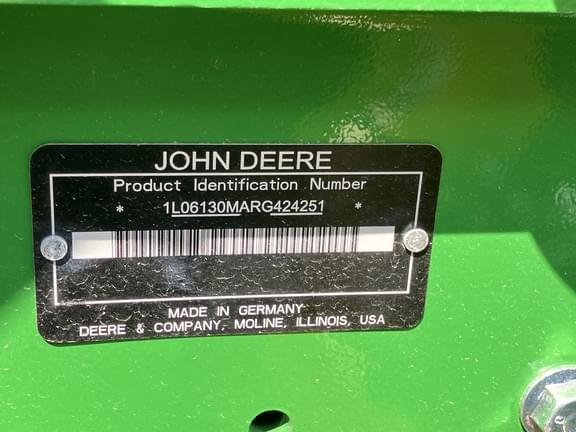 JOHN DEERE
Product Identification Number
* 1L06130MARG424251 *
MADE IN GERMANY
DEERE & COMPANY, MOLINE, ILLINOIS, USA